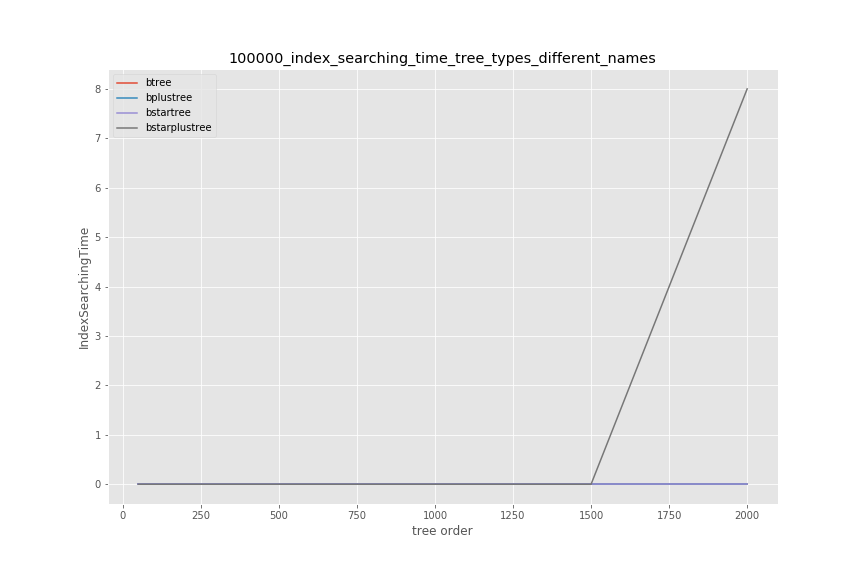 100000_index_searching_time_tree_types_different_names
btree
bplustree
bstartree
bstarplustree
8
7
6
5
4
3
2
1
0
IndexSearchingTime
0 250 500 750 1000 1250 1500 1750 2000
tree order